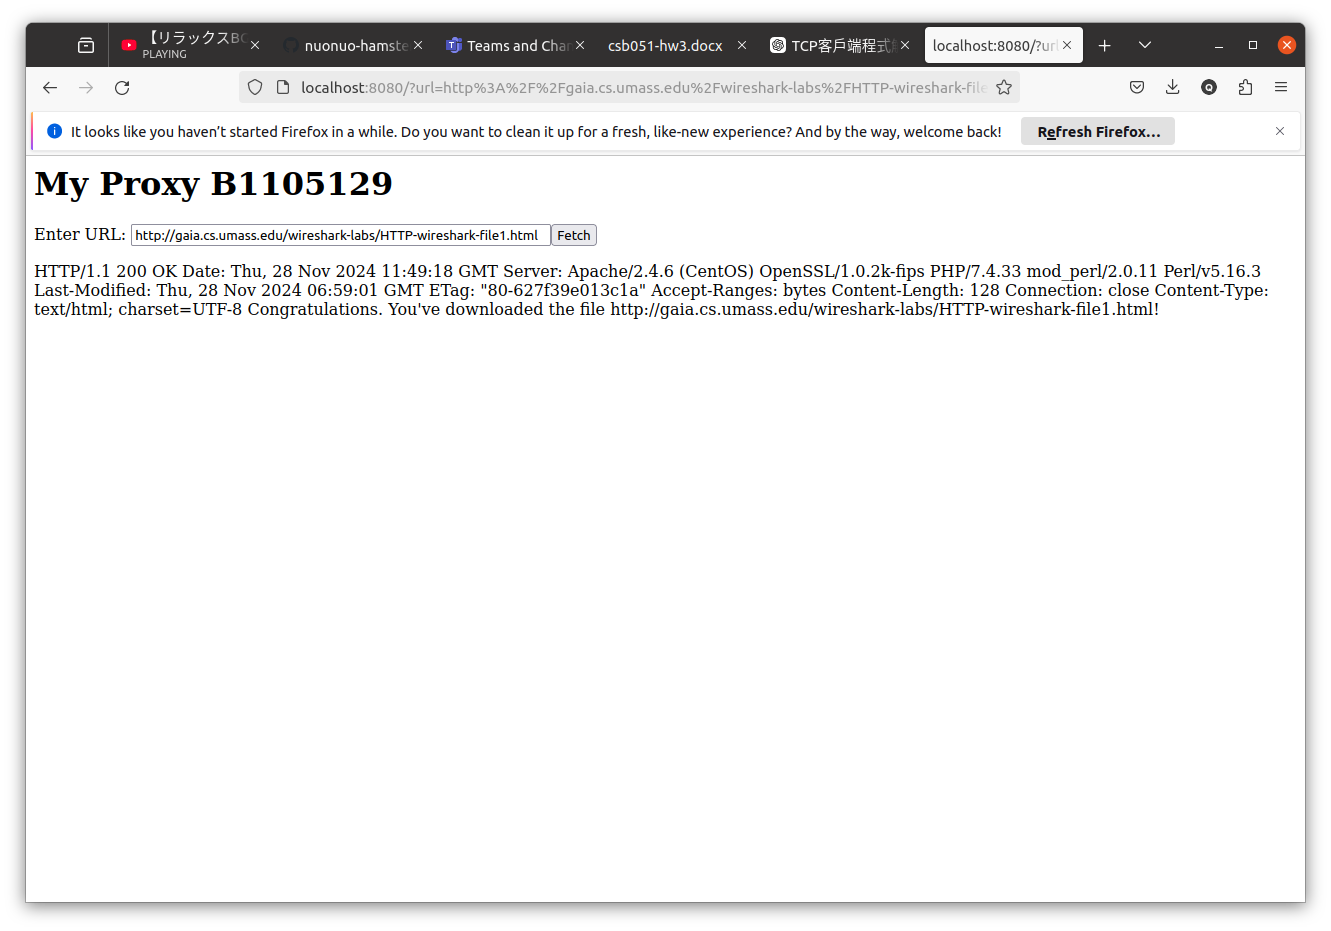 【リラックスBG
PLAYING
nuonuo-hamste
Teams and Char
csb051-hw3.docx
TCP客戶端程式
localhost:8080/?url
localhost:8080/?url=http%3A%2F%2Fgaia.cs.umass.edu%2Fwireshark-labs%2FHTTP-wireshark-file
It looks like you haven’t started Firefox in a while. Do you want to clean it up for a fresh, like-new experience? And by the way, welcome back!
Refresh Firefox…
My Proxy B1105129
Enter URL: http://gaia.cs.umass.edu/wireshark-labs/HTTP-wireshark-file1.html Fetch
HTTP/1.1 200 OK Date: Thu, 28 Nov 2024 11:49:18 GMT Server: Apache/2.4.6 (CentOS) OpenSSL/1.0.2k-fips PHP/7.4.33 mod_perl/2.0.11 Perl/v5.16.3
Last-Modified: Thu, 28 Nov 2024 06:59:01 GMT ETag: "80-627f39e013c1a" Accept-Ranges: bytes Content-Length: 128 Connection: close Content-Type:
text/html; charset=UTF-8 Congratulations. You've downloaded the file http://gaia.cs.umass.edu/wireshark-labs/HTTP-wireshark-file1.html!